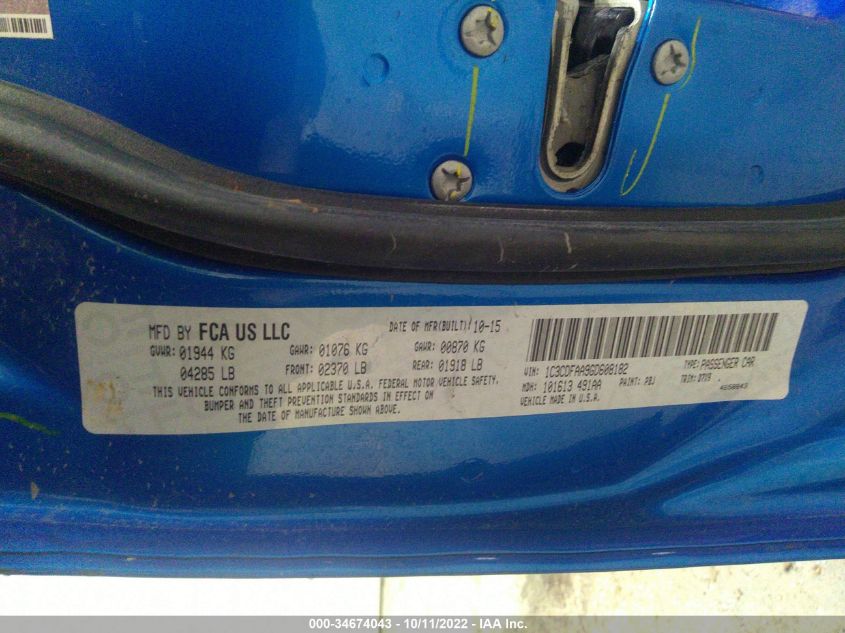 MFD BY FCA US LLC
DATE OF MFR(BUILT) 10-15
GVWR: 01944 KG GAWR: 01076 KG GAWR: 00870 KG
04285 LB FRONT: 02370 LB REAR: 01918 LB
THIS VEHICLE CONFORMS TO ALL APPLICABLE U.S.A. FEDERAL MOTOR VEHICLE SAFETY,
BUMPER AND THEFT PREVENTION STANDARDS IN EFFECT ON
THE DATE OF MANUFACTURE SHOWN ABOVE.
VIN: 1C3CDFAA9GD608182 TYPE: PASSENGER CAR
MDH: 101613 491AA PAINT: PBJ TRIM: D7X9
VEHICLE MADE IN U.S.A.
000-34674043 - 10/11/2022 - IAA Inc.